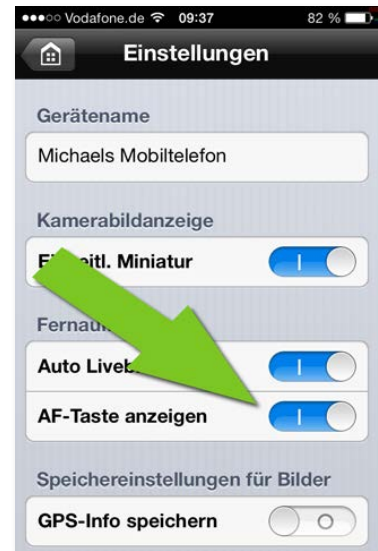 Vodafone.de 09:37 82 %
Einstellungen
Gerätename
Michaels Mobiltelefon
Kamerabildanzeige
Miniatur
Auto
AF-Taste anzeigen
Speichereinstellungen für Bilder
GPS-Info speichern